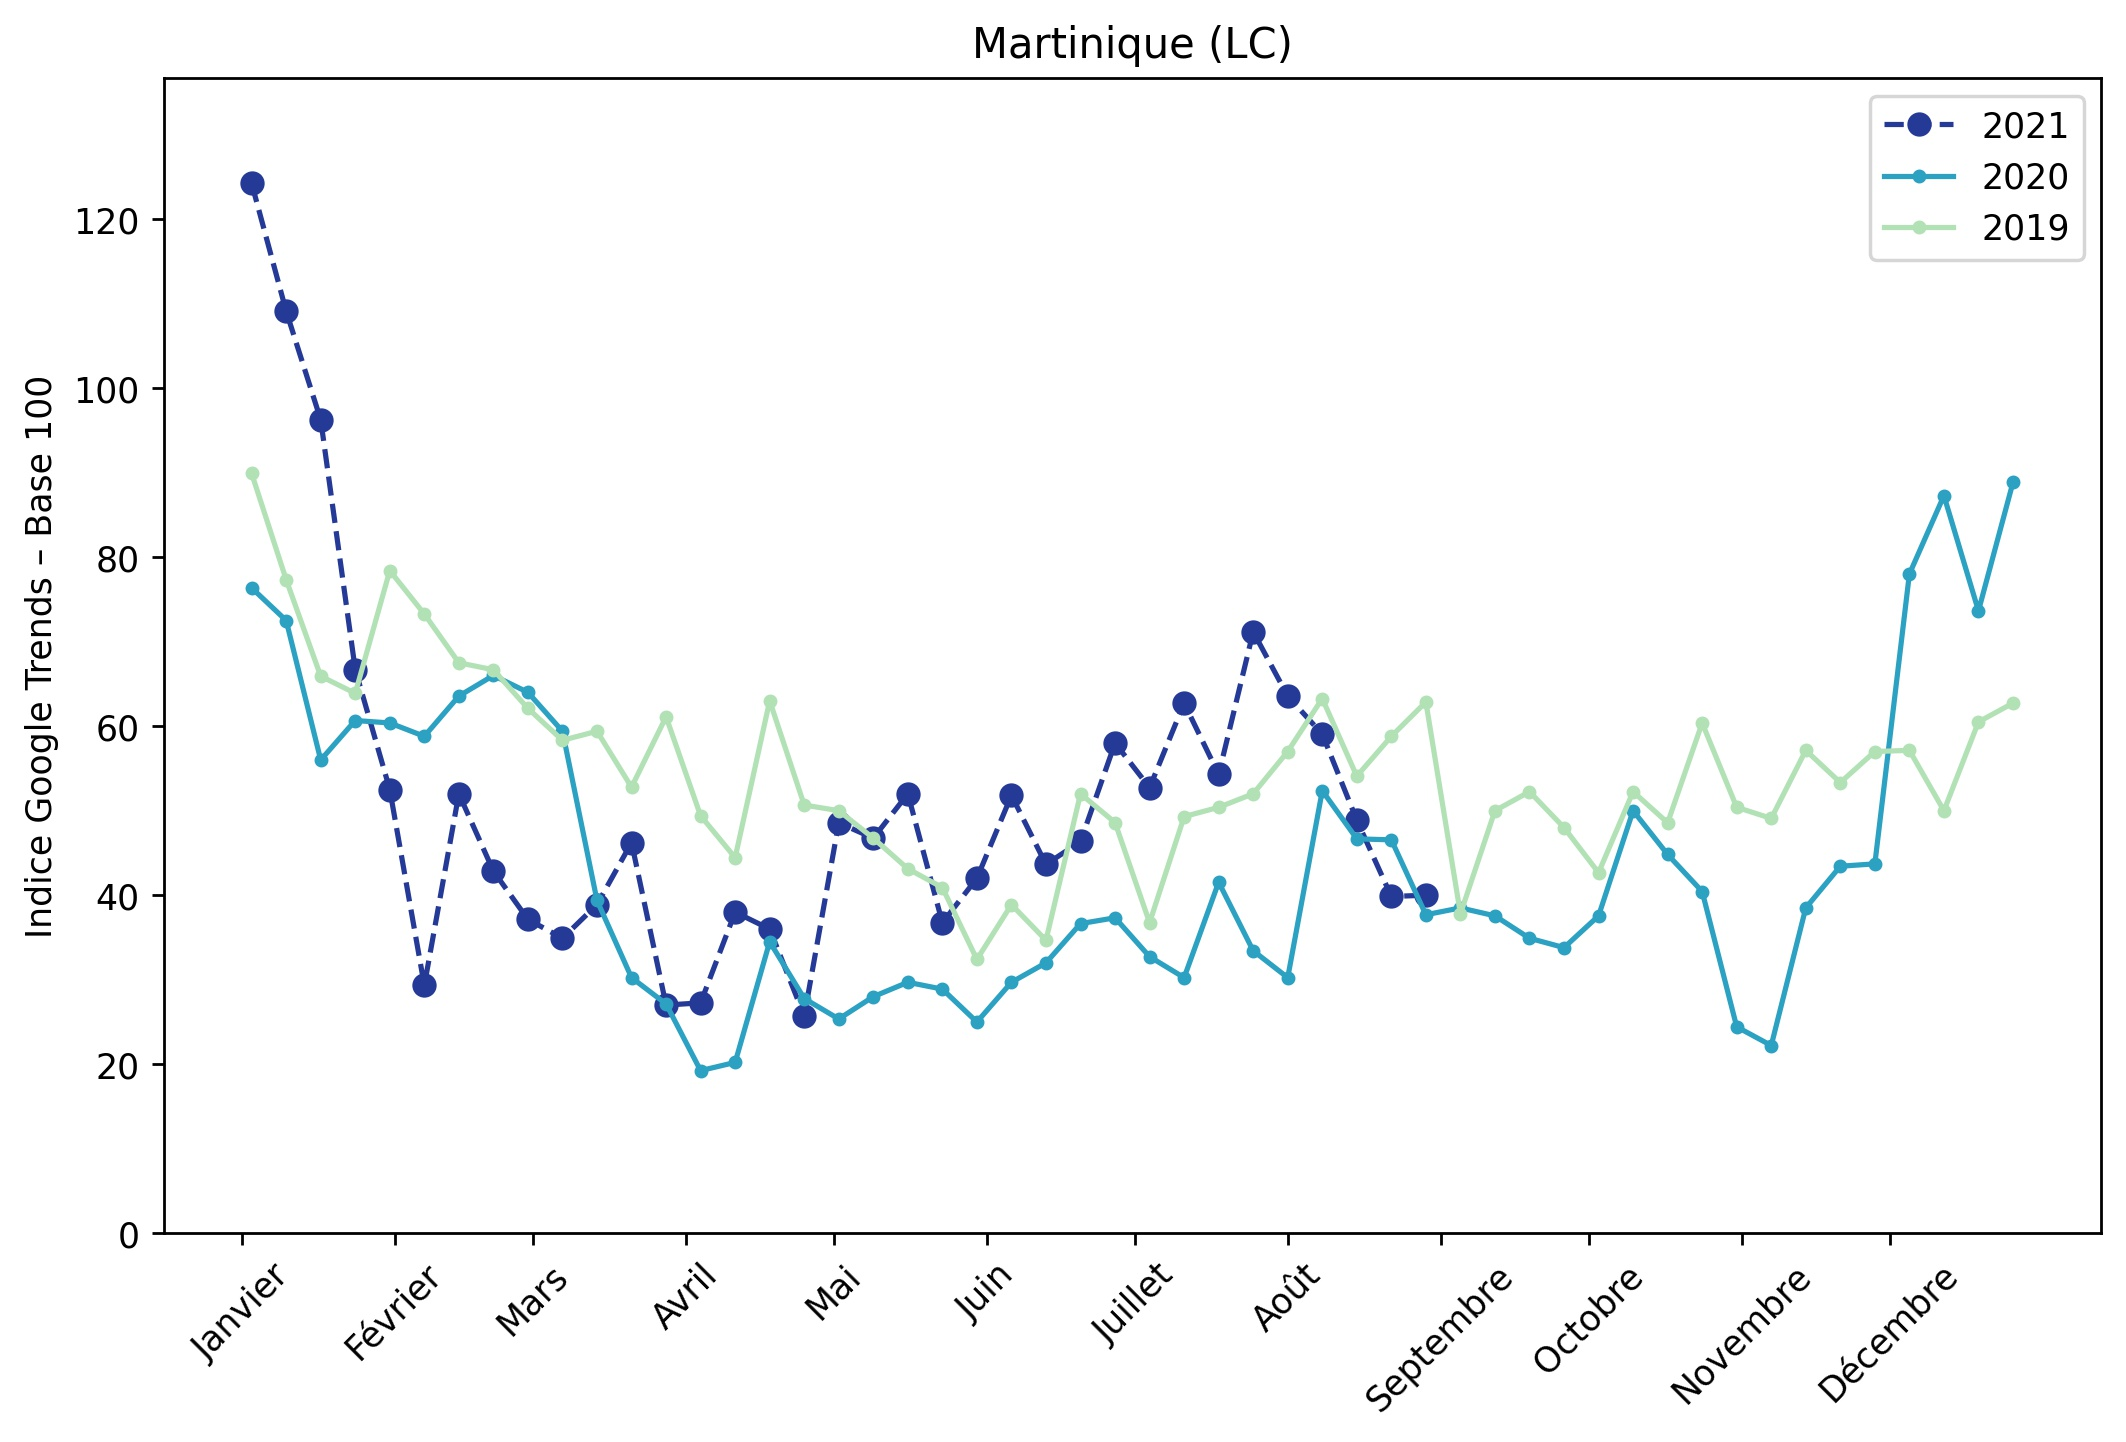 Martinique (LC)
2021
2020
2019
Indice Google Trends – Base 100
120
100
80
60
40
20
0
Janvier
Février
Mars
Avril
Mai
Juin
Juillet
Août
Septembre
Octobre
Novembre
Décembre